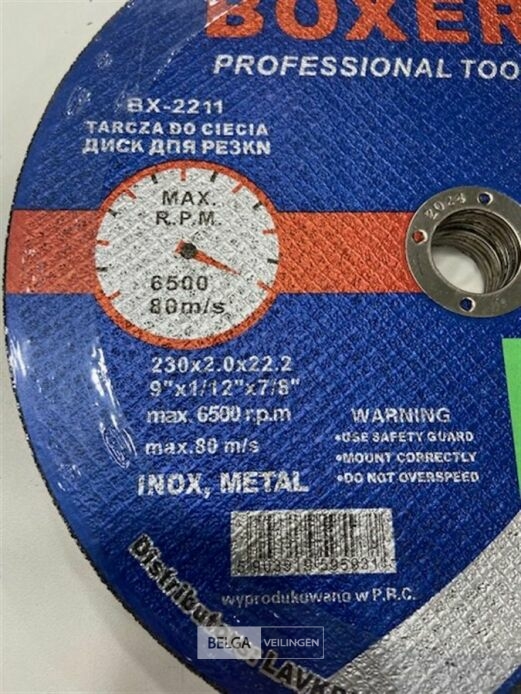 BOXER
PROFESSIONAL TOO
BX-2211
TARCZA DO CIECIA
ДИСК ДЛЯ РЕЗКN
MAX.
R.P.M.
6500
80m/s
2024
230x2.0x22.2
9"x1/12"x7/8"
max. 6500 r.p.m
max.80 m/s
INOX, METAL
WARNING
•USE SAFETY GUARD
•MOUNT CORRECTLY
•DO NOT OVERSPEED
wyprodukowano w P.R.C.
BELGA VEILINGEN